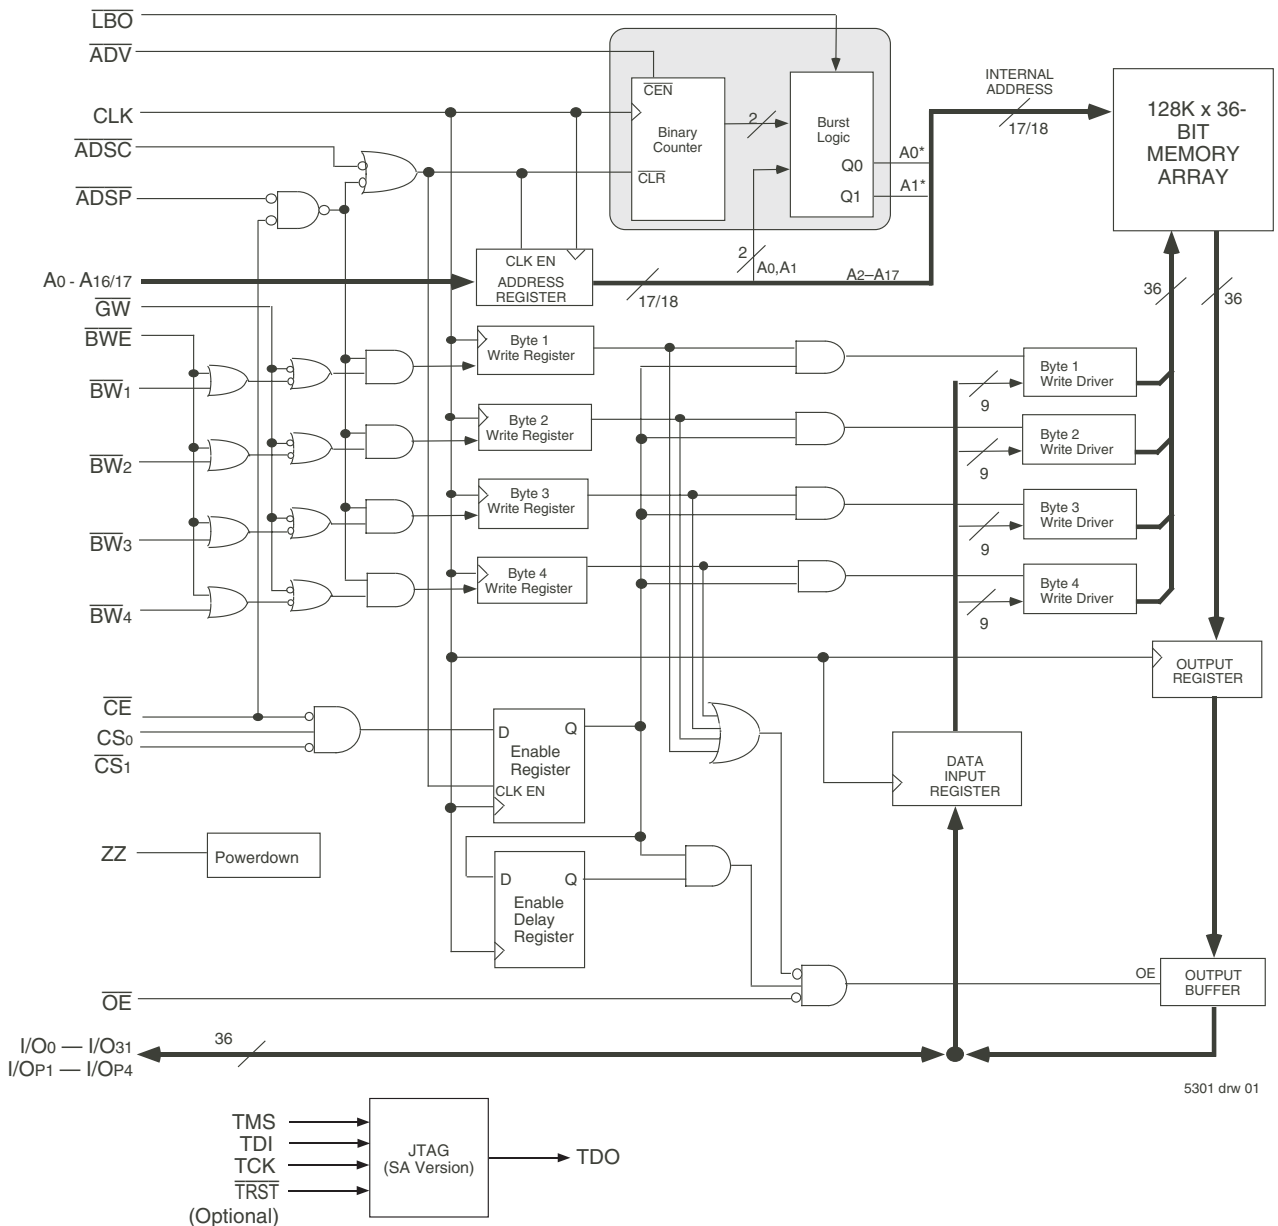 LBO
ADV
CLK
ADSC
ADSP
A0 - A16/17
GW
BWE
BW1
BW2
BW3
BW4
CE
CS0
CS1
ZZ
Powerdown
OE
I/O0 — I/O31
I/OP1 — I/OP4
36
CEN
Binary
Counter
CLR
2
Burst
Logic
Q0
Q1
A0*
A1*
INTERNAL
ADDRESS
17/18
128K x 36-
BIT
MEMORY
ARRAY
CLK EN
ADDRESS
REGISTER
17/18
2
A0,A1
A2–A17
36
36
Byte 1
Write Register
Byte 2
Write Register
Byte 3
Write Register
Byte 4
Write Register
9
Byte 1
Write Driver
9
Byte 2
Write Driver
9
Byte 3
Write Driver
9
Byte 4
Write Driver
OUTPUT
REGISTER
D
Q
Enable
Register
CLK EN
DATA
INPUT
REGISTER
D
Q
Enable
Delay
Register
OE
OUTPUT
BUFFER
5301 drw 01
TMS
TDI
TCK
TRST
(Optional)
JTAG
(SA Version)
TDO